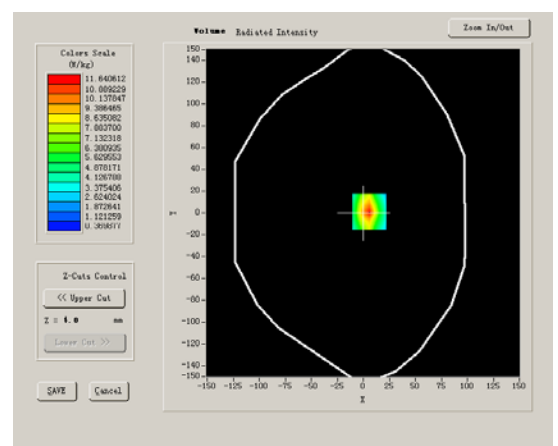 Volume Radiated Intensity
Zoom In/Out
Colors Scale
(W/kg)
11.640612
10.889229
10.137847
9.386465
8.635082
7.883700
7.132318
6.380935
5.629553
4.878171
4.126788
3.375406
2.624024
1.872641
1.121259
0.369877
Z-Cuts Control
<< Upper Cut
Z = 4.0 mm
Lower Cut >>
SAVE
Cancel
150
140
120
100
80
60
40
20
0
-20
-40
-60
-80
-100
-120
-140
-150
-150 -125 -100 -75 -50 -25 0 25 50 75 100 125 150
X